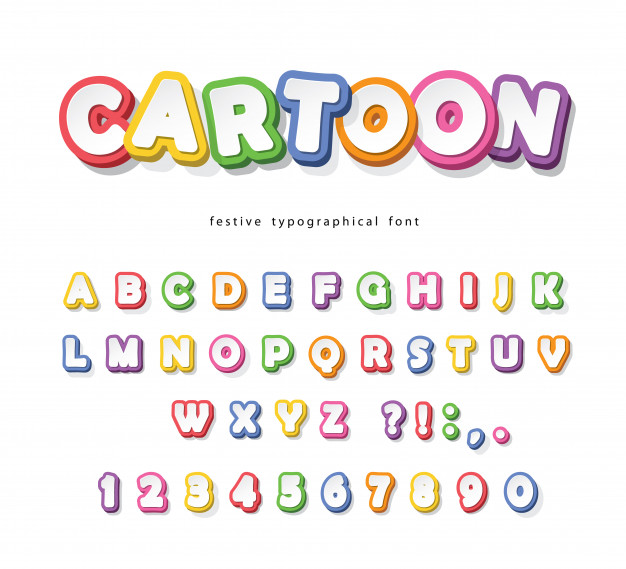 CARTOON
festive typographical font
A B C D E F G H I J K
L M N O P Q R S T U V
W X Y Z ? ! : , .
1 2 3 4 5 6 7 8 9 0